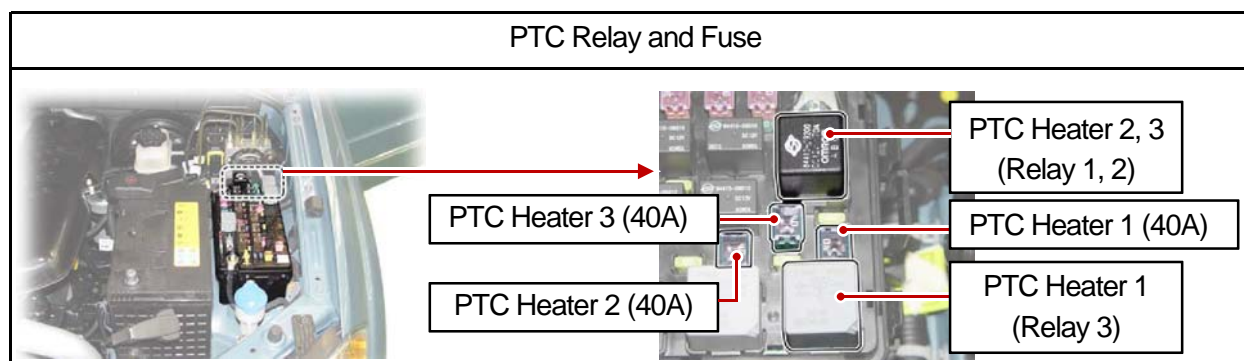 PTC Relay and Fuse
PTC Heater 2, 3
(Relay 1, 2)
PTC Heater 3 (40A)
PTC Heater 1 (40A)
PTC Heater 2 (40A)
PTC Heater 1
(Relay 3)
omron